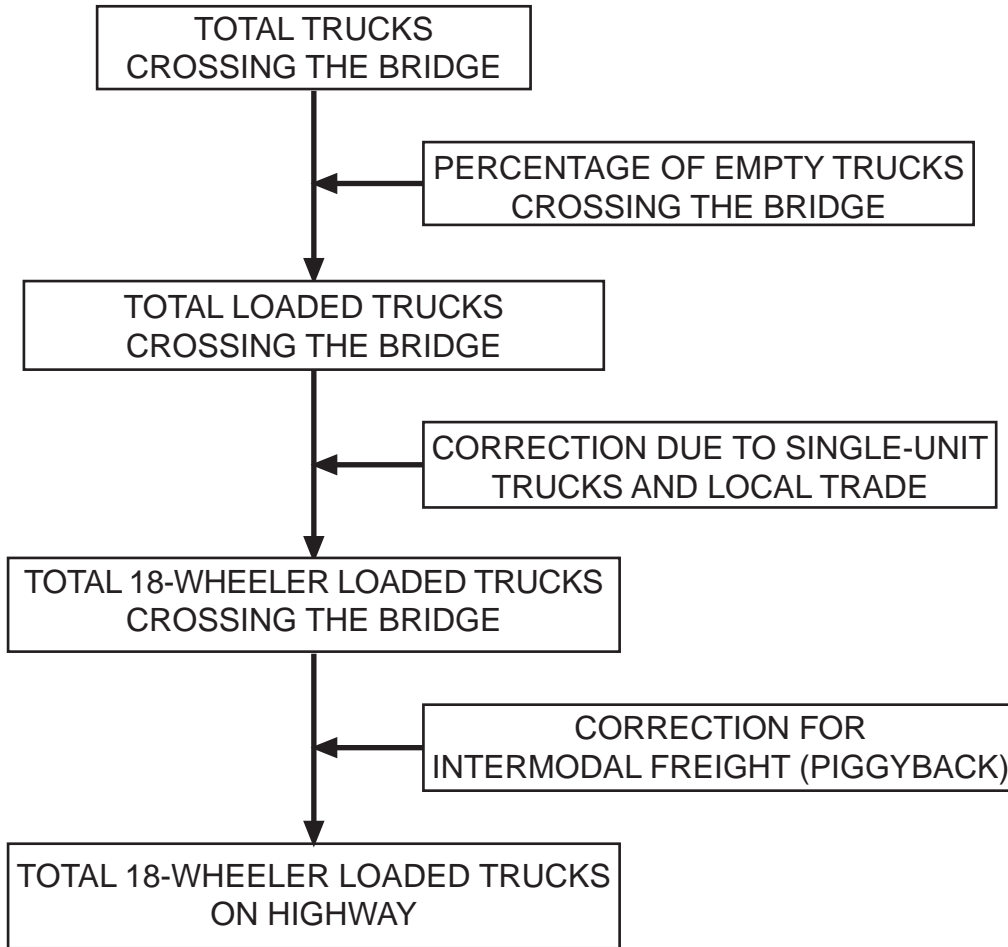 TOTAL TRUCKS
CROSSING THE BRIDGE
PERCENTAGE OF EMPTY TRUCKS
CROSSING THE BRIDGE
TOTAL LOADED TRUCKS
CROSSING THE BRIDGE
CORRECTION DUE TO SINGLE-UNIT
TRUCKS AND LOCAL TRADE
TOTAL 18-WHEELER LOADED TRUCKS
CROSSING THE BRIDGE
CORRECTION FOR
INTERMODAL FREIGHT (PIGGYBACK)
TOTAL 18-WHEELER LOADED TRUCKS
ON HIGHWAY